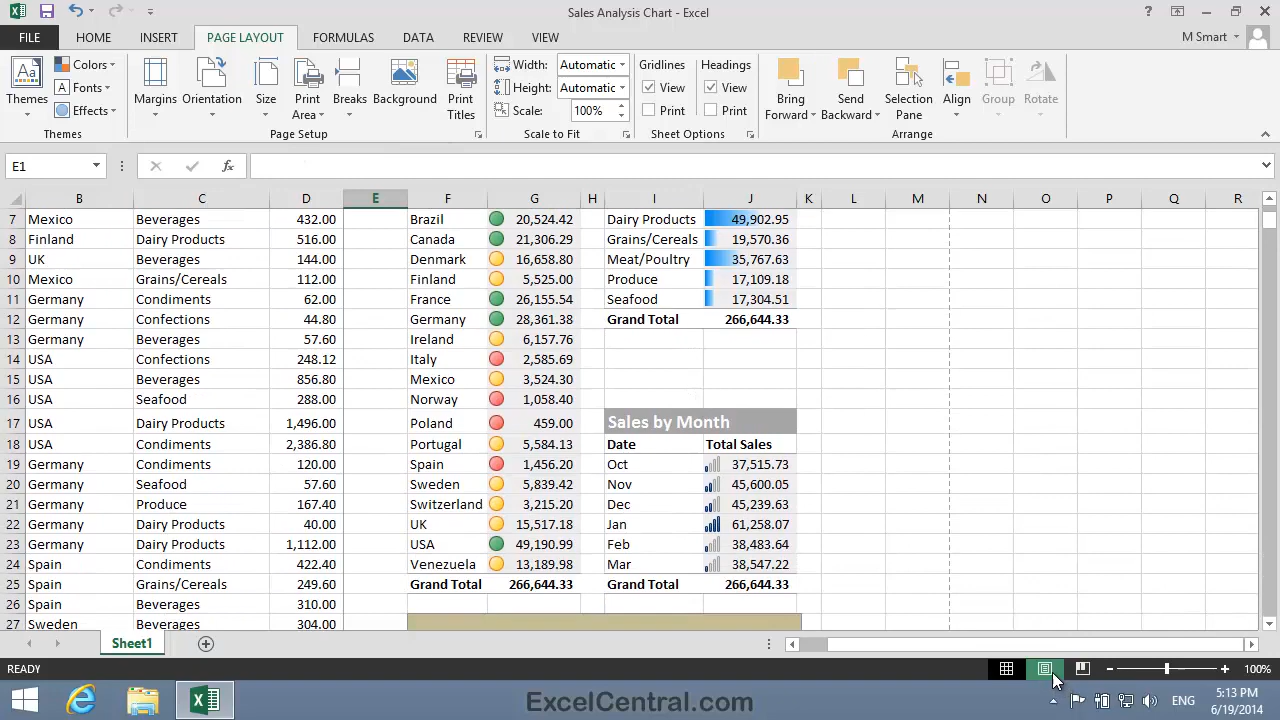 Sales Analysis Chart - Excel
FILE HOME INSERT PAGE LAYOUT FORMULAS DATA REVIEW VIEW M Smart
Themes Colors Fonts Effects
Margins Orientation Size Print Area Breaks Background Print Titles
Width: Automatic
Height: Automatic
Scale: 100%
Gridlines Headings
View View
Print Print
Bring Forward Send Backward Selection Pane Align Group Rotate
Themes Page Setup Scale to Fit Sheet Options Arrange
E1 fx
B C D E F G H I J K L M N O P Q R
7 Mexico Beverages 432.00 Brazil 20,524.42 Dairy Products 49,902.95
8 Finland Dairy Products 516.00 Canada 21,306.29 Grains/Cereals 19,570.36
9 UK Beverages 144.00 Denmark 16,658.80 Meat/Poultry 35,767.63
10 Mexico Grains/Cereals 112.00 Finland 5,525.00 Produce 17,109.18
11 Germany Condiments 62.00 France 26,155.54 Seafood 17,304.51
12 Germany Confections 44.80 Germany 28,361.38 Grand Total 266,644.33
13 Germany Beverages 57.60 Ireland 6,157.76
14 USA Confections 248.12 Italy 2,585.69
15 USA Beverages 856.80 Mexico 3,524.30
16 USA Seafood 288.00 Norway 1,058.40
17 USA Dairy Products 1,496.00 Poland 459.00 Sales by Month
18 USA Condiments 2,386.80 Portugal 5,584.13 Date Total Sales
19 Germany Condiments 120.00 Spain 1,456.20 Oct 37,515.73
20 Germany Seafood 57.60 Sweden 5,839.42 Nov 45,600.05
21 Germany Produce 167.40 Switzerland 3,215.20 Dec 45,239.63
22 Germany Dairy Products 40.00 UK 15,517.18 Jan 61,258.07
23 Germany Dairy Products 1,112.00 USA 49,190.99 Feb 38,483.64
24 Spain Condiments 422.40 Venezuela 13,189.98 Mar 38,547.22
25 Spain Grains/Cereals 249.60 Grand Total 266,644.33 Grand Total 266,644.33
26 Spain Beverages 310.00
27 Sweden Beverages 304.00
Sheet1
READY 100%
ExcelCentral.com ENG 5:13 PM
6/19/2014